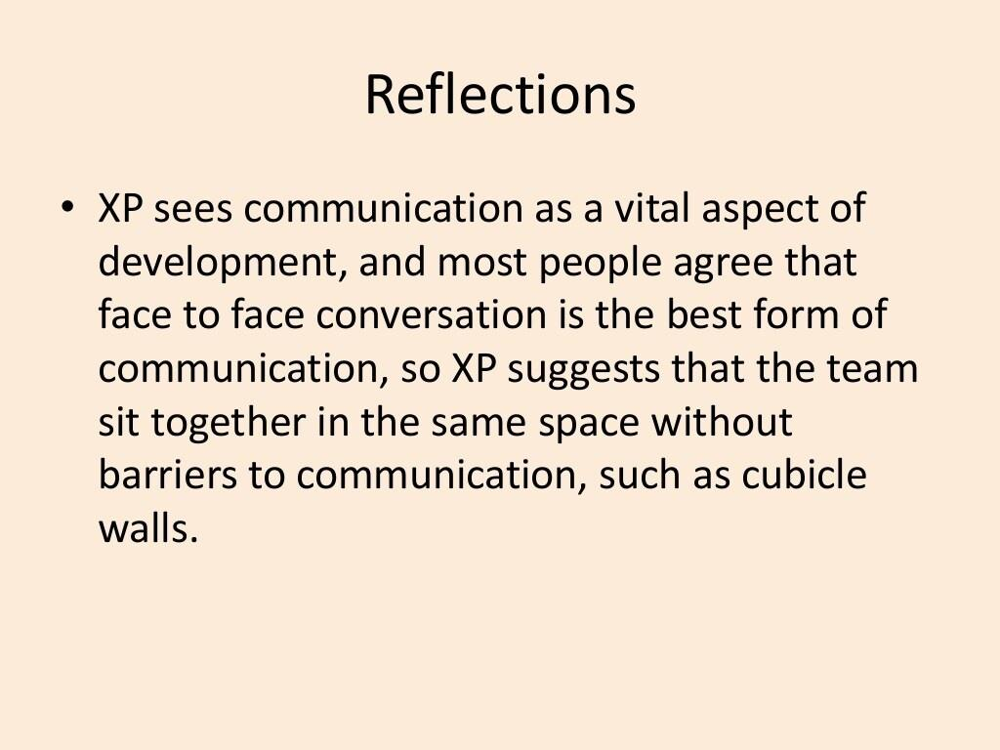 Reflections
• XP sees communication as a vital aspect of
development, and most people agree that
face to face conversation is the best form of
communication, so XP suggests that the team
sit together in the same space without
barriers to communication, such as cubicle
walls.